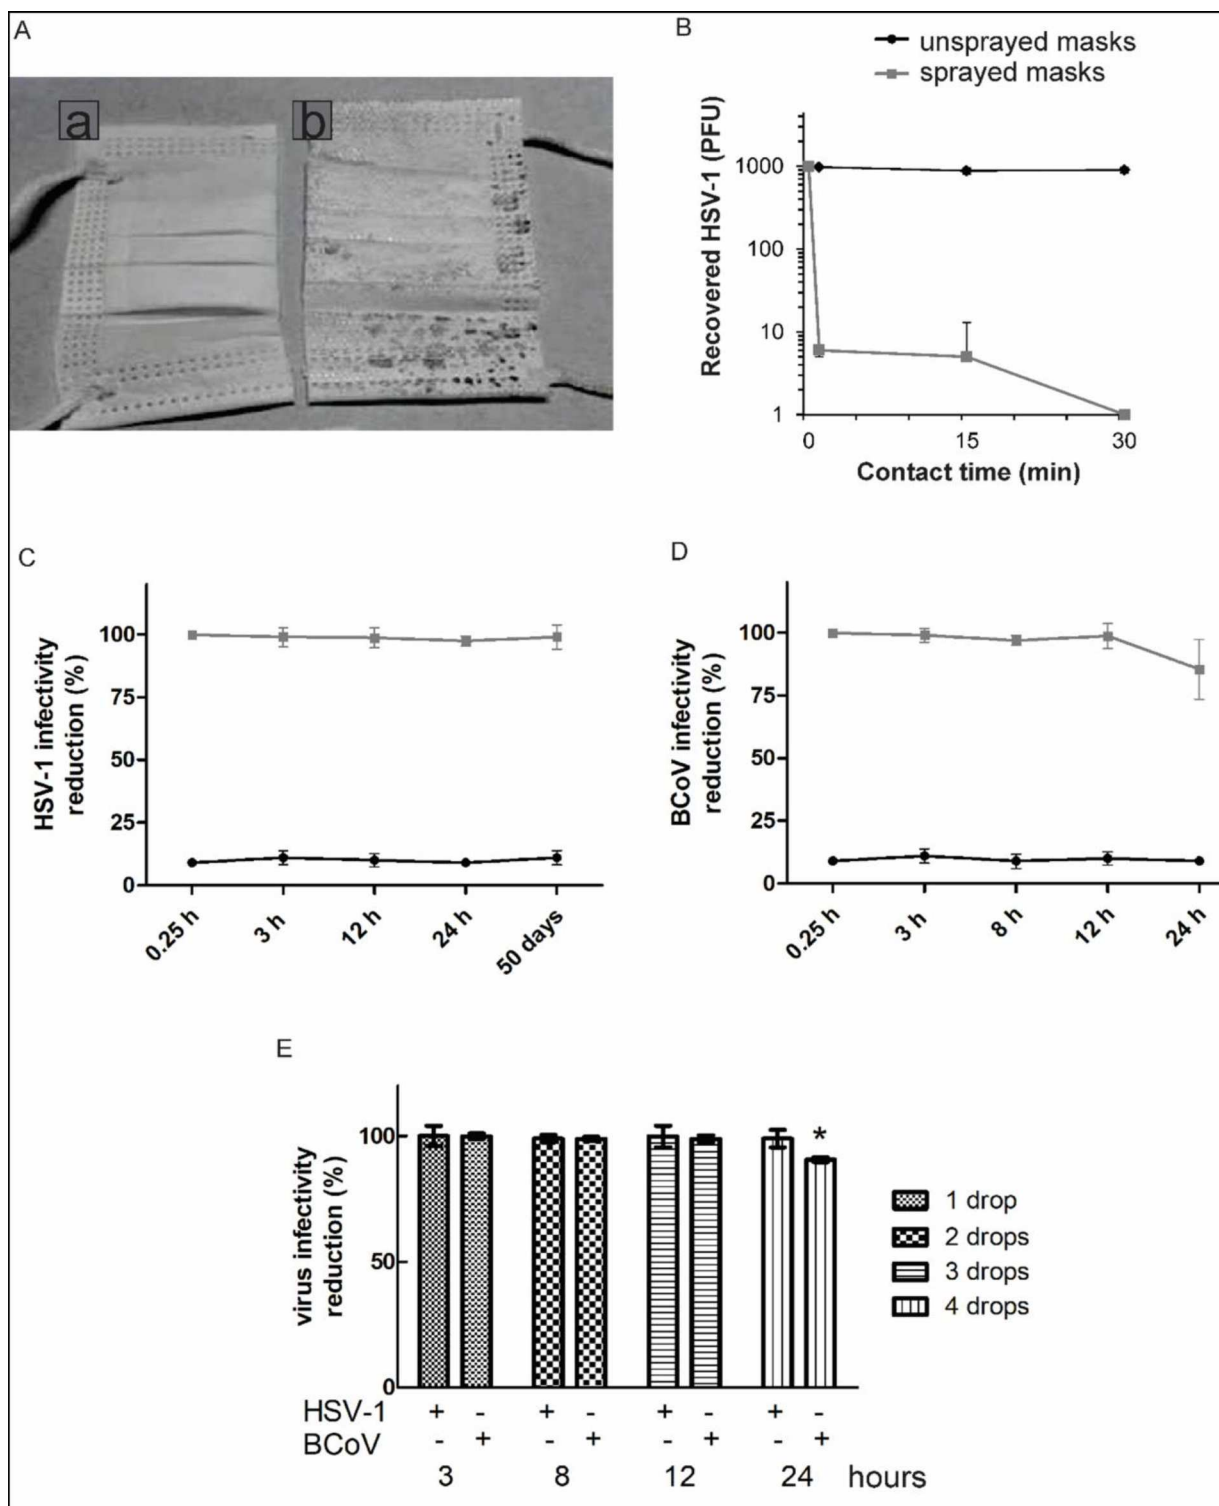 A
a
b
B
unsprayed masks
sprayed masks
Recovered HSV-1 (PFU)
1000
100
10
1
0
15
30
Contact time (min)
C
HSV-1 infectivity
reduction (%)
100
75
50
25
0
0.25 h
3 h
12 h
24 h
50 days
D
BCoV infectivity
reduction (%)
100
75
50
25
0
0.25 h
3 h
8 h
12 h
24 h
E
virus infectivity
reduction (%)
100
50
0
*
1 drop
2 drops
3 drops
4 drops
HSV-1 + - + - + - + -
BCoV - + - + - + - +
3 8 12 24 hours